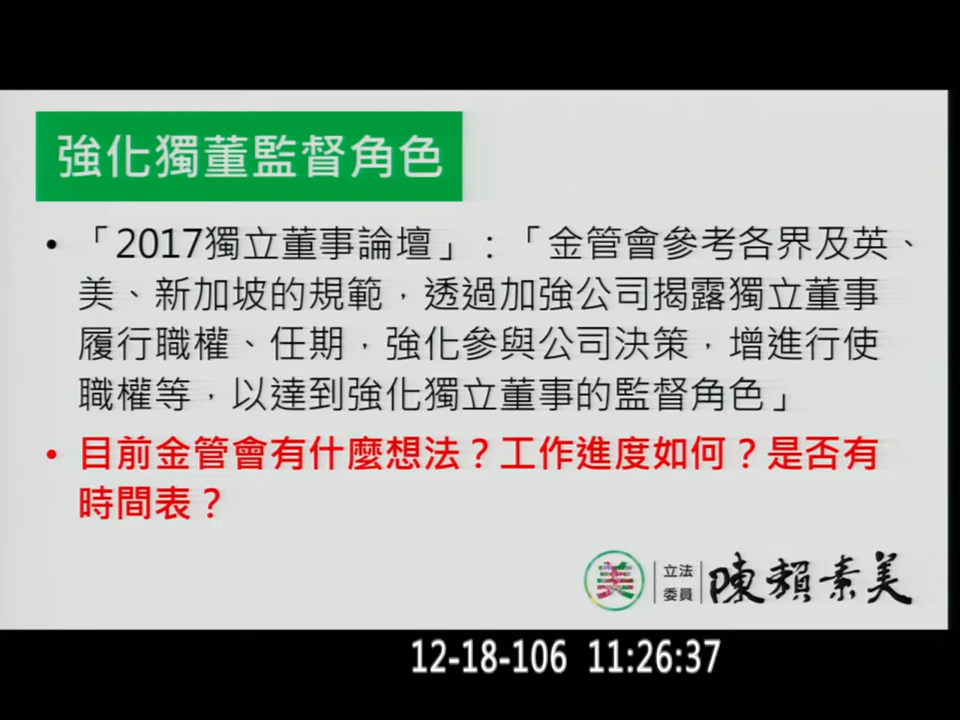 強化獨董監督角色
• 「2017獨立董事論壇」:「金管會參考各界及英、
美、新加坡的規範，透過加強公司揭露獨立董事
履行職權、任期，強化參與公司決策，增進行使
職權等，以達到強化獨立董事的監督角色」
• 目前金管會有什麼想法？工作進度如何？是否有
時間表？
美
立法
委員
陳賴素美
12-18-106 11:26:37